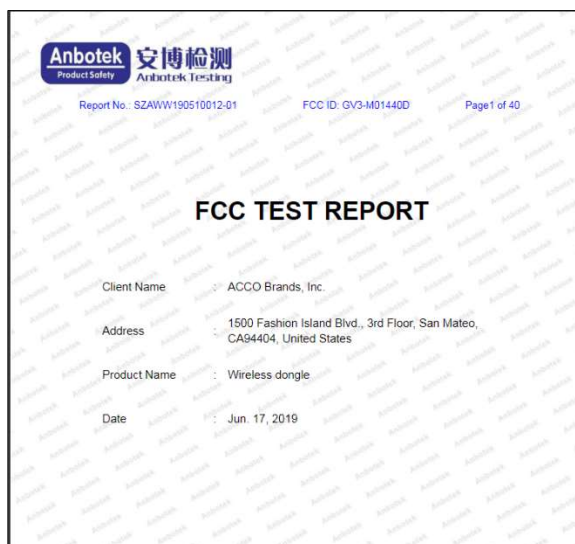 Anbotek 安博检测
Product Safety Anbotek Testing
Report No.: SZAWW190510012-01 FCC ID: GV3-M01440D Page1 of 40
FCC TEST REPORT
Client Name : ACCO Brands, Inc.
Address : 1500 Fashion Island Blvd., 3rd Floor, San Mateo,
CA94404, United States
Product Name : Wireless dongle
Date : Jun. 17, 2019